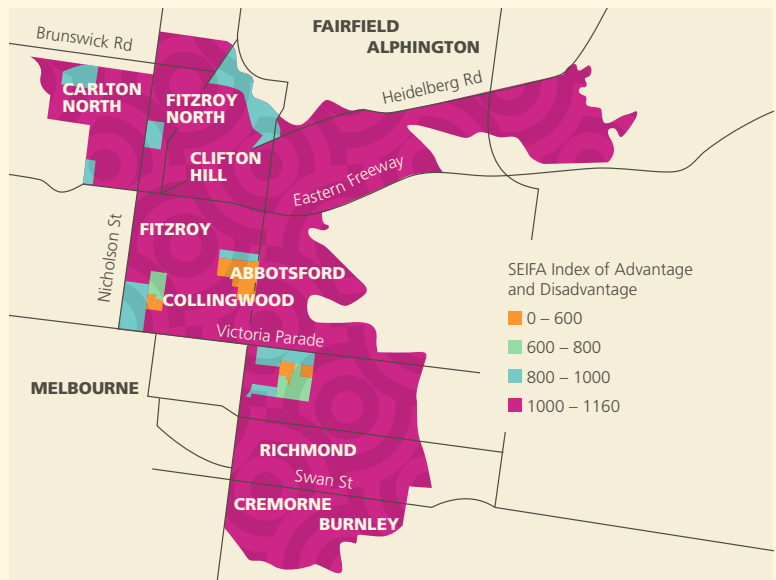 FAIRFIELD
ALPHINGTON
Brunswick Rd
Heidelberg Rd
CARLTON
NORTH
FITZROY
NORTH
CLIFTON
HILL
Eastern Freeway
FITZROY
Nicholson St
ABBOTSFORD
COLLINGWOOD
Victoria Parade
MELBOURNE
RICHMOND
Swan St
CREMORNE
BURNLEY
SEIFA Index of Advantage
and Disadvantage
0 – 600
600 – 800
800 – 1000
1000 – 1160